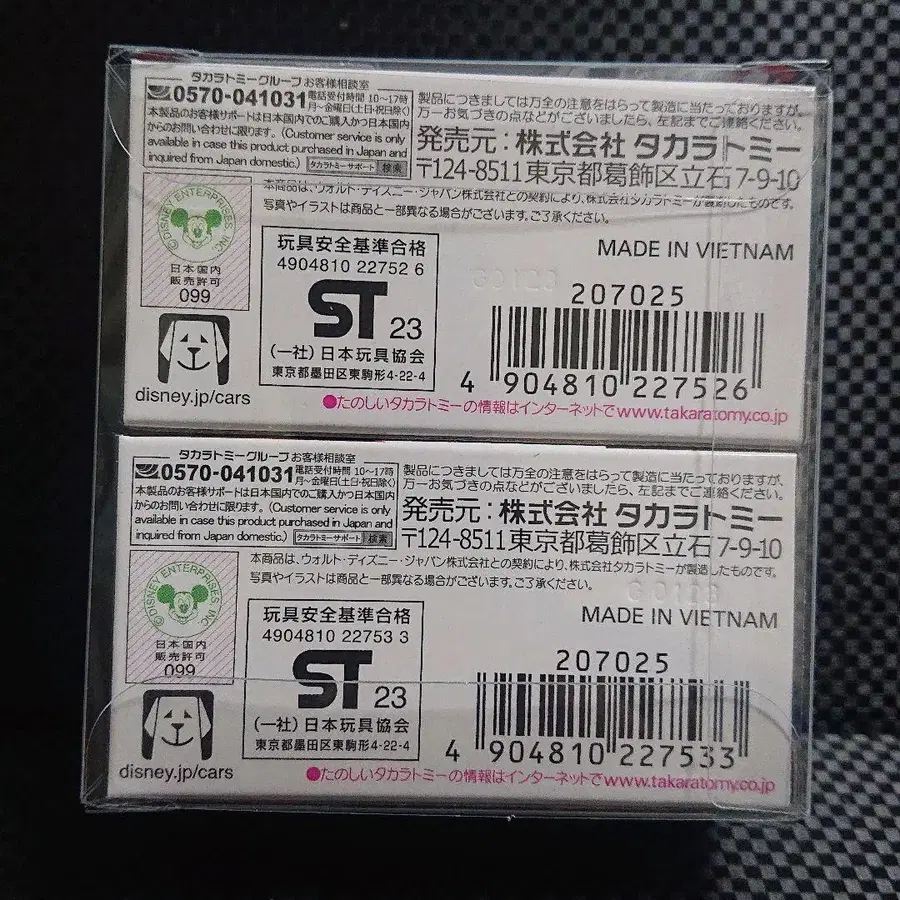 タカラトミーグループ お客様相談室
0570-041031 電話受付時間 10〜17時
月〜金曜日(土日・祝日除く)
本製品のお客様サポートは日本国内でのご購入かつ日本国内
からのお問い合わせに限ります。(Customer service is only
available in case this product purchased in Japan and
inquired from Japan domestic.) タカラトミーサポート 検索
製品につきましては万全の注意をはらって製造に当たっておりますが、
万一お気づきの点などがございましたら、左記までご連絡ください。
発売元:株式会社 タカラトミー
〒124-8511 東京都葛飾区立石 7-9-10
本商品は、ウォルト・ディズニー・ジャパン株式会社との契約により、株式会社タカラトミーが製造したものです。
写真やイラストは商品と一部異なる場合がございます。ご了承ください。
©DISNEY ENTERPRISES, INC.
日本国内
販売許可
099
disney.jp/cars
玩具安全基準合格
4904810 22752 6
ST 23
(一社)日本玩具協会
東京都墨田区東駒形4-22-4
MADE IN VIETNAM
207025
4 904810 227526
●たのしいタカラトミーの情報はインターネットで www.takaratomy.co.jp
タカラトミーグループ お客様相談室
0570-041031 電話受付時間 10〜17時
月〜金曜日(土日・祝日除く)
本製品のお客様サポートは日本国内でのご購入かつ日本国内
からのお問い合わせに限ります。(Customer service is only
available in case this product purchased in Japan and
inquired from Japan domestic.) タカラトミーサポート 検索
製品につきましては万全の注意をはらって製造に当たっておりますが、
万一お気づきの点などがございましたら、左記までご連絡ください。
発売元:株式会社 タカラトミー
〒124-8511 東京都葛飾区立石 7-9-10
本商品は、ウォルト・ディズニー・ジャパン株式会社との契約により、株式会社タカラトミーが製造したものです。
写真やイラストは商品と一部異なる場合がございます。ご了承ください。
©DISNEY ENTERPRISES, INC.
日本国内
販売許可
099
disney.jp/cars
玩具安全基準合格
4904810 22753 3
ST 23
(一社)日本玩具協会
東京都墨田区東駒形4-22-4
MADE IN VIETNAM
207025
4 904810 227533
●たのしいタカラトミーの情報はインターネットで www.takaratomy.co.jp